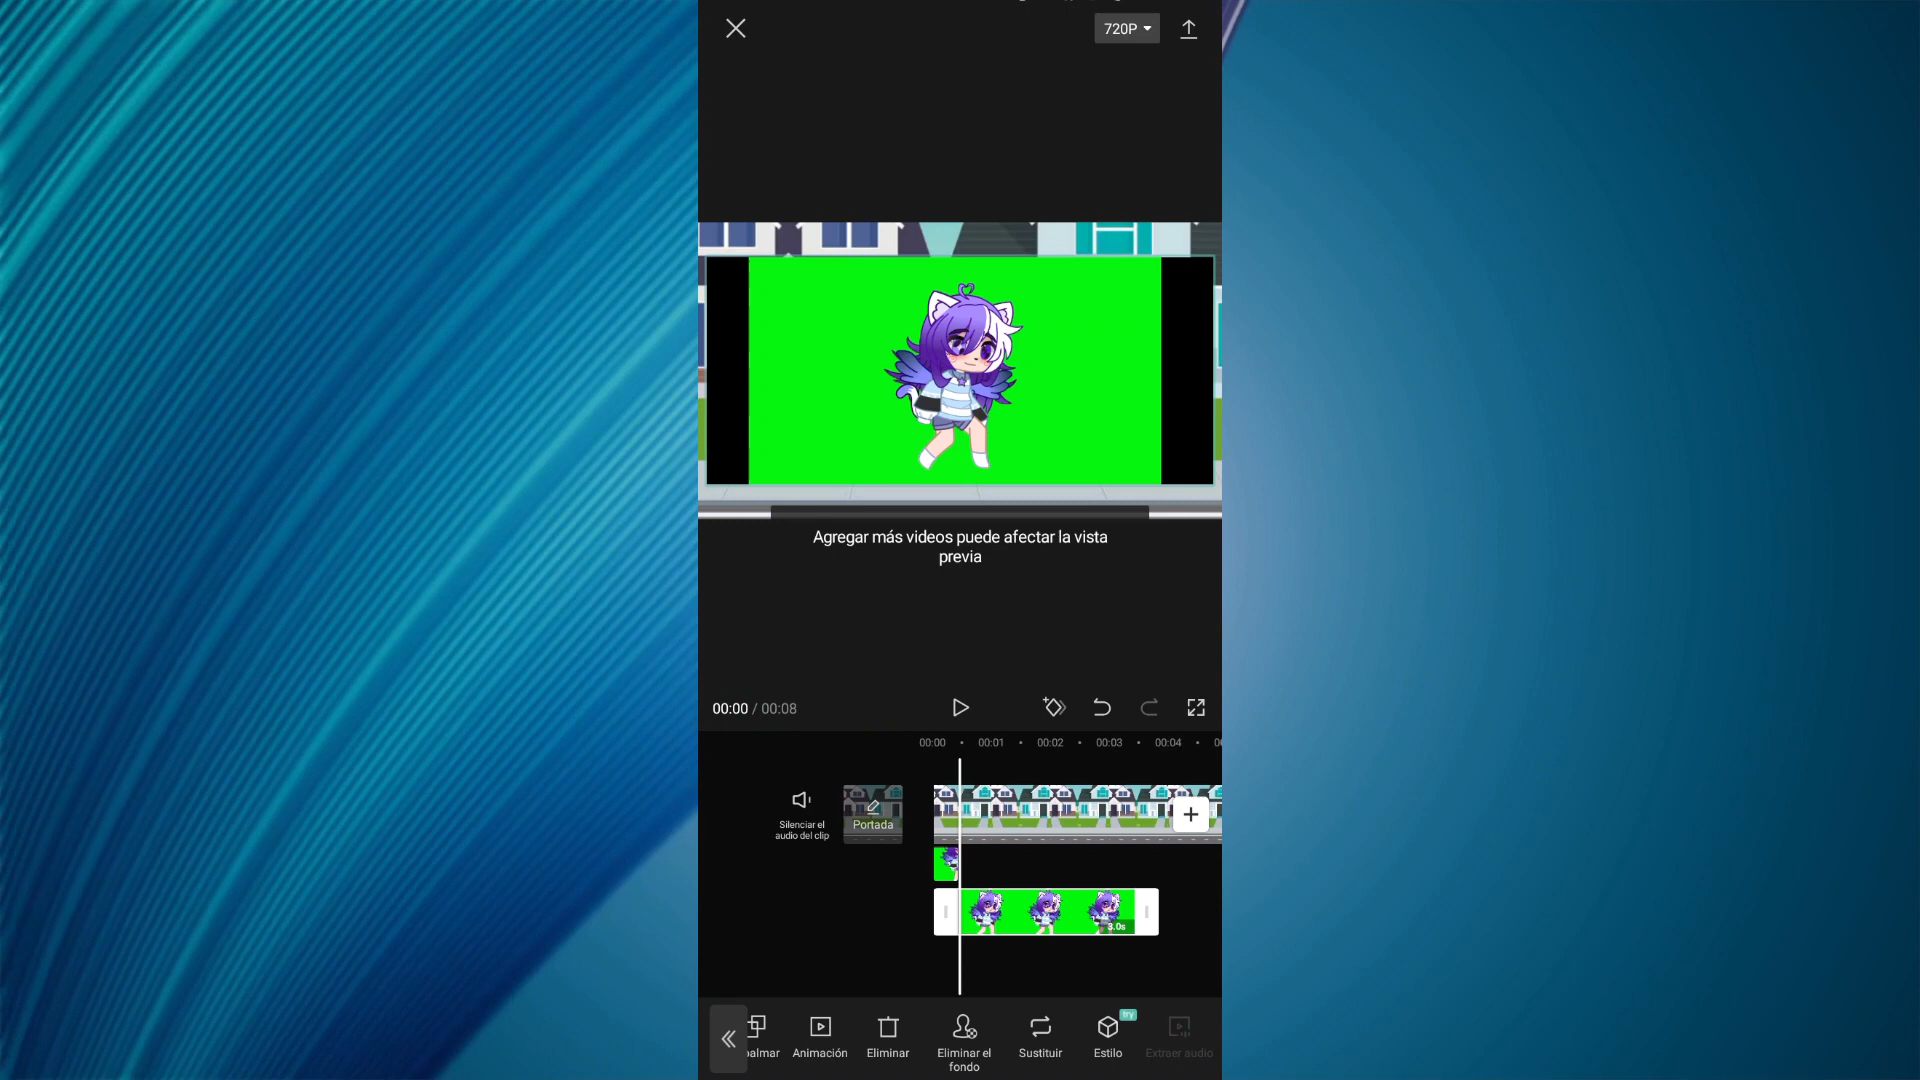 720P
Agregar más videos puede afectar la vista
previa
00:00 / 00:08
00:00 00:01 00:02 00:03 00:04
Silenciar el
audio del clip
Portada
3.0s
palmar
Animación
Eliminar
Eliminar el
fondo
Sustituir
try
Estilo
Extraer audio